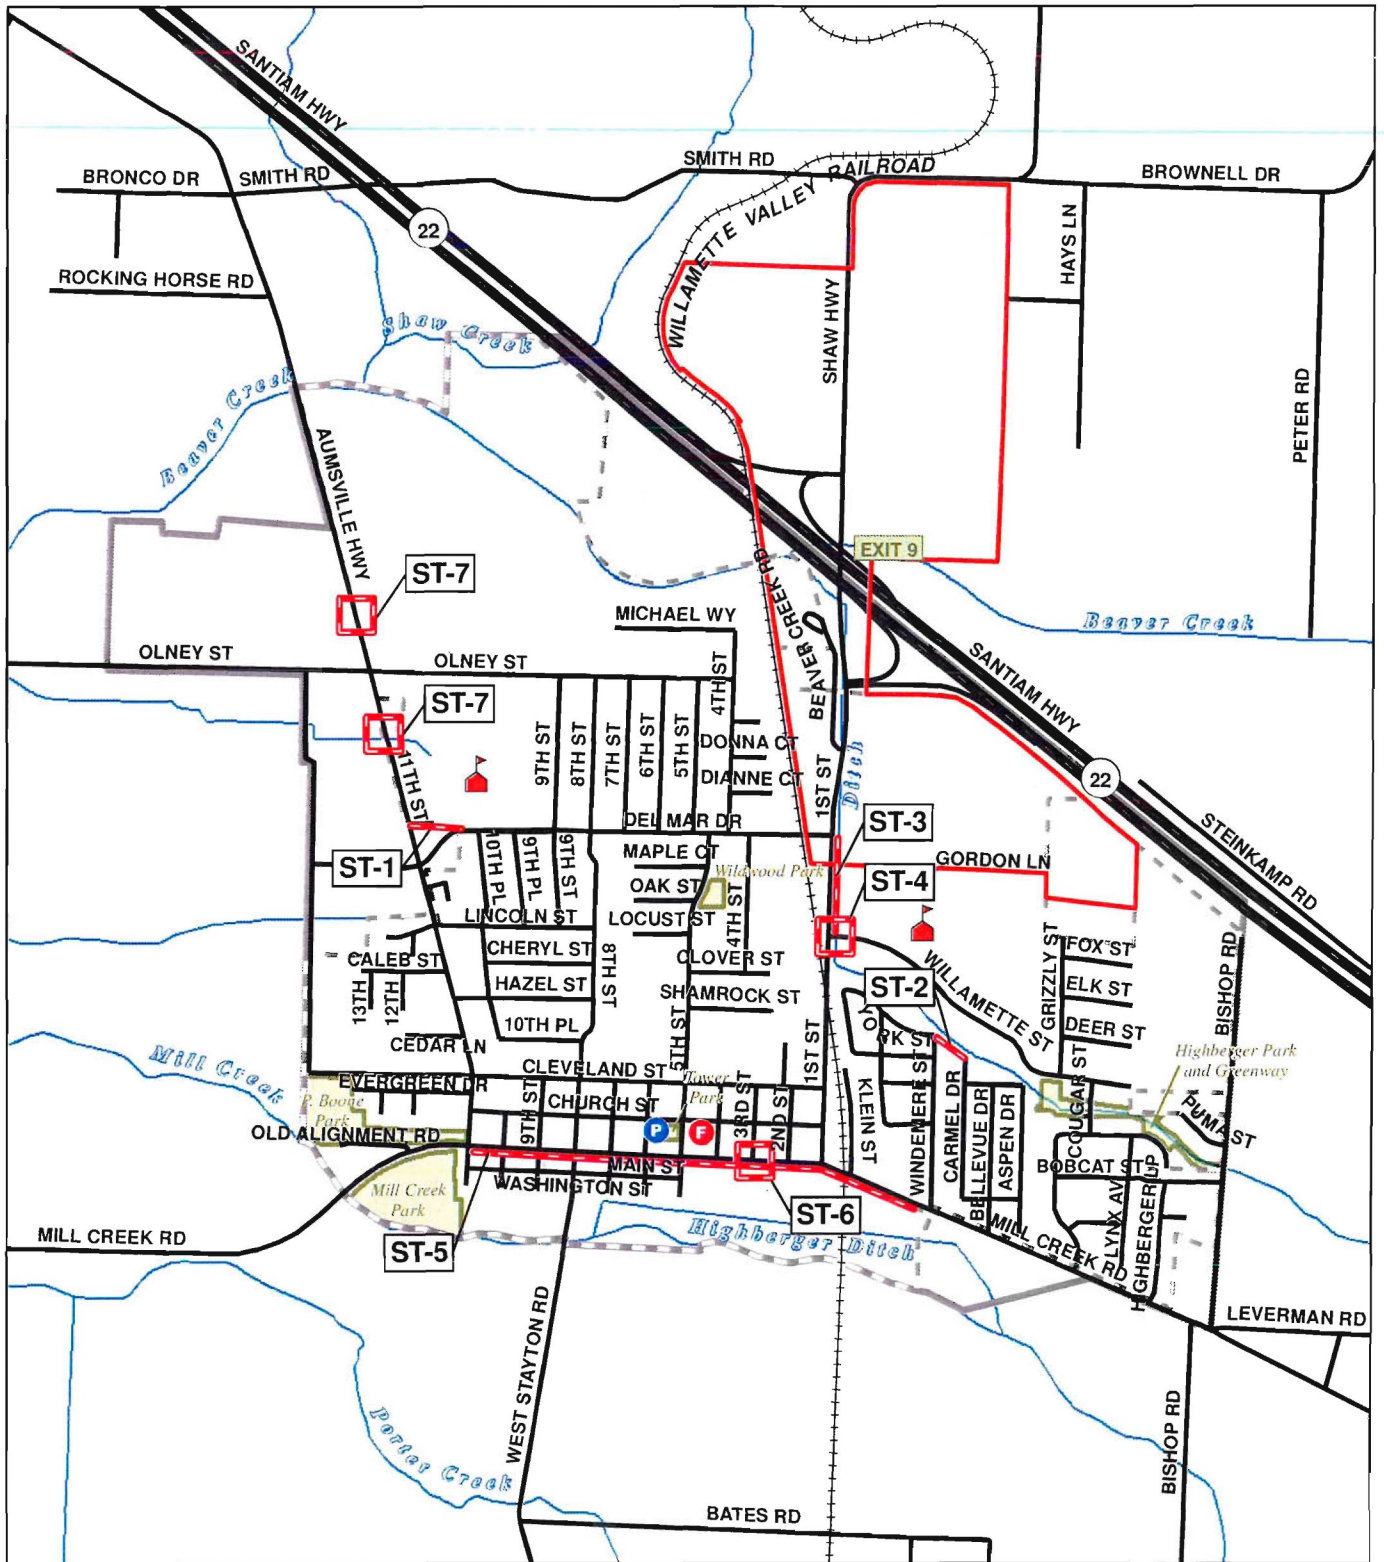 SANTIAM HWY
SMITH RD
WILLAMETTE VALLEY RAILROAD
BRONCO DR
SMITH RD
BROWNELL DR
22
HAYS LN
ROCKING HORSE RD
SHAW HWY
Shaw Creek
PETER RD
Beaver Creek
AUMSVILLE HWY
EXIT 9
ST-7
BEAVER CREEK RD
MICHAEL WY
Beaver Creek
OLNEY ST
OLNEY ST
SANTIAM HWY
ST-7
4TH ST
9TH ST
8TH ST
7TH ST
6TH ST
5TH ST
DONNA CT
DIANNE CT
11TH ST
1ST ST
Ditch
22
STEINKAMP RD
DEL MAR DR
ST-3
ST-1
10TH PL
9TH PL
9TH ST
MAPLE CT
Wildwood Park
GORDON LN
OAK ST
ST-4
LINCOLN ST
LOCUST ST
4TH ST
CHERYL ST
8TH ST
CLOVER ST
WILLAMETTE ST
GRIZZLY ST
FOX ST
BISHOP RD
CALEB ST
HAZEL ST
ST-2
ELK ST
13TH
12TH
SHAMROCK ST
10TH PL
DEER ST
CEDAR LN
5TH ST
1ST ST
YORK ST
Mill Creek
Highberger Park
and Greenway
CLEVELAND ST
EVERGREEN DR
Tower
Park
P. Boone
Park
CHURCH ST
9TH ST
3RD ST
2ND ST
KLEIN ST
WINDEMERE ST
CARMEL DR
BELLEVUE DR
ASPEN DR
COUGAR ST
PUMA ST
OLD ALIGNMENT RD
P
F
MAIN ST
BOBCAT ST
WASHINGTON ST
Mill Creek
Park
LYNX AV
HIGHBERGER LP
ST-6
ST-5
Highberger Ditch
MILL CREEK RD
MILL CREEK RD
LEVERMAN RD
WEST STAYTON RD
BISHOP RD
Porter Creek
BATES RD